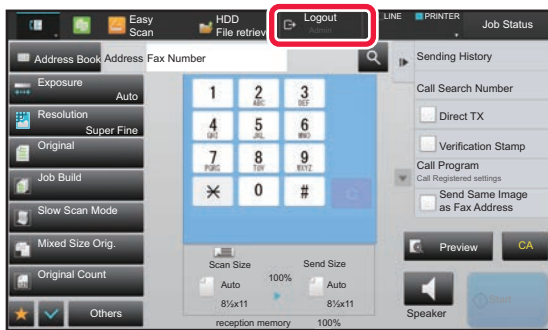 Easy Scan
HDD File retriev
Logout
Admin
LINE
PRINTER
Job Status
Address Book
Address
Fax Number
Exposure
Auto
Resolution
Super Fine
Original
Job Build
Slow Scan Mode
Mixed Size Orig.
Original Count
Others
1
2 ABC
3 DEF
4 GHI
5 JKL
6 MNO
7 PQRS
8 TUV
9 WXYZ
0
#
C
Scan Size
Send Size
Auto
100%
Auto
8½x11
8½x11
reception memory 100%
Sending History
Call Search Number
Direct TX
Verification Stamp
Call Program
Call Registered settings
Send Same Image
as Fax Address
Preview
CA
Speaker
Start